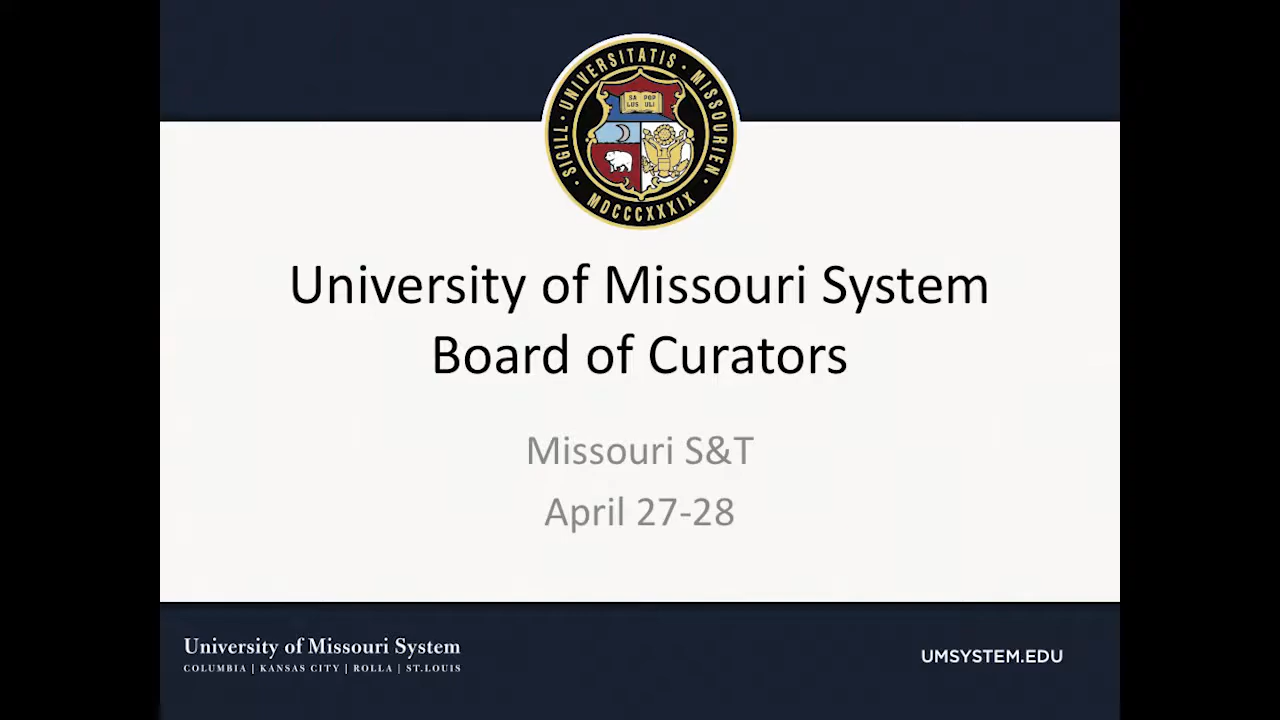 SIGILL · UNIVERSITATIS · MISSOURIEN ·
SA POP
LUS ULI
MDCCCXXXIX
University of Missouri System
Board of Curators
Missouri S&T
April 27-28
University of Missouri System
COLUMBIA | KANSAS CITY | ROLLA | ST.LOUIS
UMSYSTEM.EDU